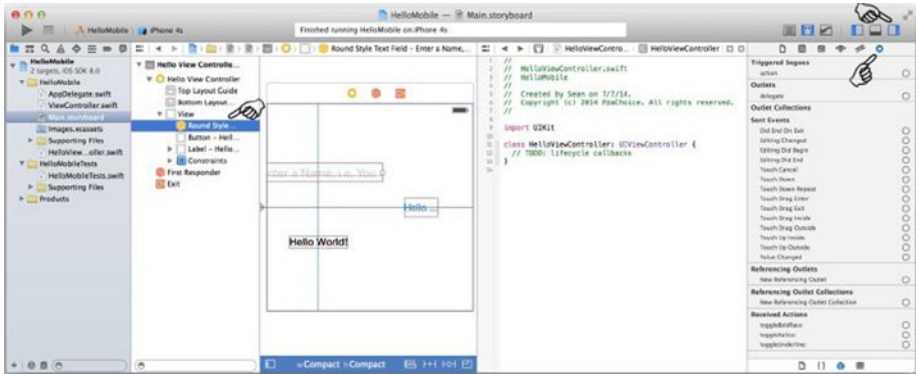 HelloMobile — Main.storyboard
HelloMobile
iPhone 4s
Finished running HelloMobile on iPhone 4s
Round Style Text Field - Enter a Name,...
HelloViewContro...
HelloViewController
HelloMobile
2 targets, iOS SDK 8.0
HelloMobile
AppDelegate.swift
ViewController.swift
Main.storyboard
Images.xcassets
Supporting Files
HelloView...oller.swift
HelloMobileTests
HelloMobileTests.swift
Supporting Files
Products
Hello View Controlle...
Hello View Controller
Top Layout Guide
Bottom Layout...
View
Round Style...
Button - Hell...
Label - Hello...
Constraints
First Responder
Exit
nter a Name, i.e, You
Hello ...
Hello World!
wCompact hCompact
//
// HelloViewController.swift
// HelloMobile
//
// Created by Sean on 7/7/14.
// Copyright (c) 2014 PdaChoice. All rights reserved.
//
import UIKit
class HelloViewController: UIViewController {
// TODO: lifecycle callbacks
}
Triggered Segues
action
Outlets
delegate
Outlet Collections
Sent Events
Did End On Exit
Editing Changed
Editing Did Begin
Editing Did End
Touch Cancel
Touch Down
Touch Down Repeat
Touch Drag Enter
Touch Drag Exit
Touch Drag Inside
Touch Drag Outside
Touch Up Inside
Touch Up Outside
Value Changed
Referencing Outlets
New Referencing Outlet
Referencing Outlet Collections
New Referencing Outlet Collection
Received Actions
toggleBoldface:
toggleItalics:
toggleUnderline: